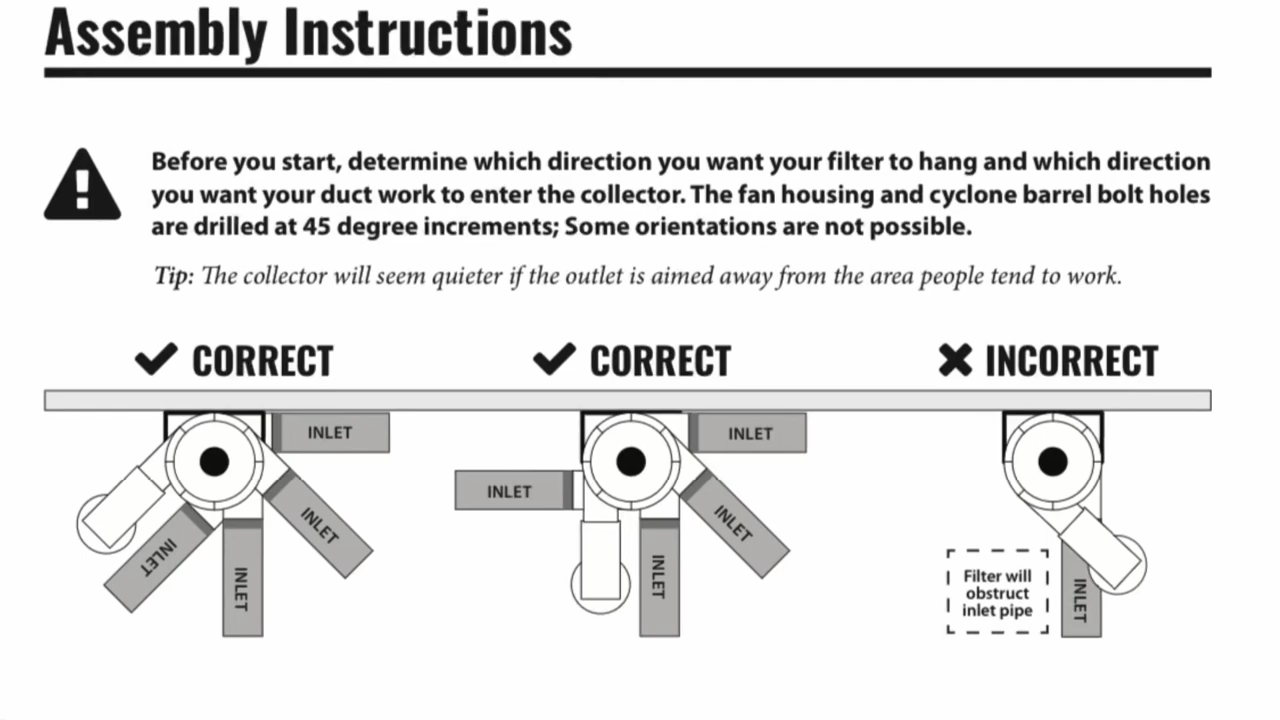 Assembly Instructions
Before you start, determine which direction you want your filter to hang and which direction
you want your duct work to enter the collector. The fan housing and cyclone barrel bolt holes
are drilled at 45 degree increments; Some orientations are not possible.
Tip: The collector will seem quieter if the outlet is aimed away from the area people tend to work.
CORRECT
CORRECT
INCORRECT
INLET
INLET
INLET
INLET
INLET
INLET
INLET
INLET
Filter will
obstruct
inlet pipe
INLET